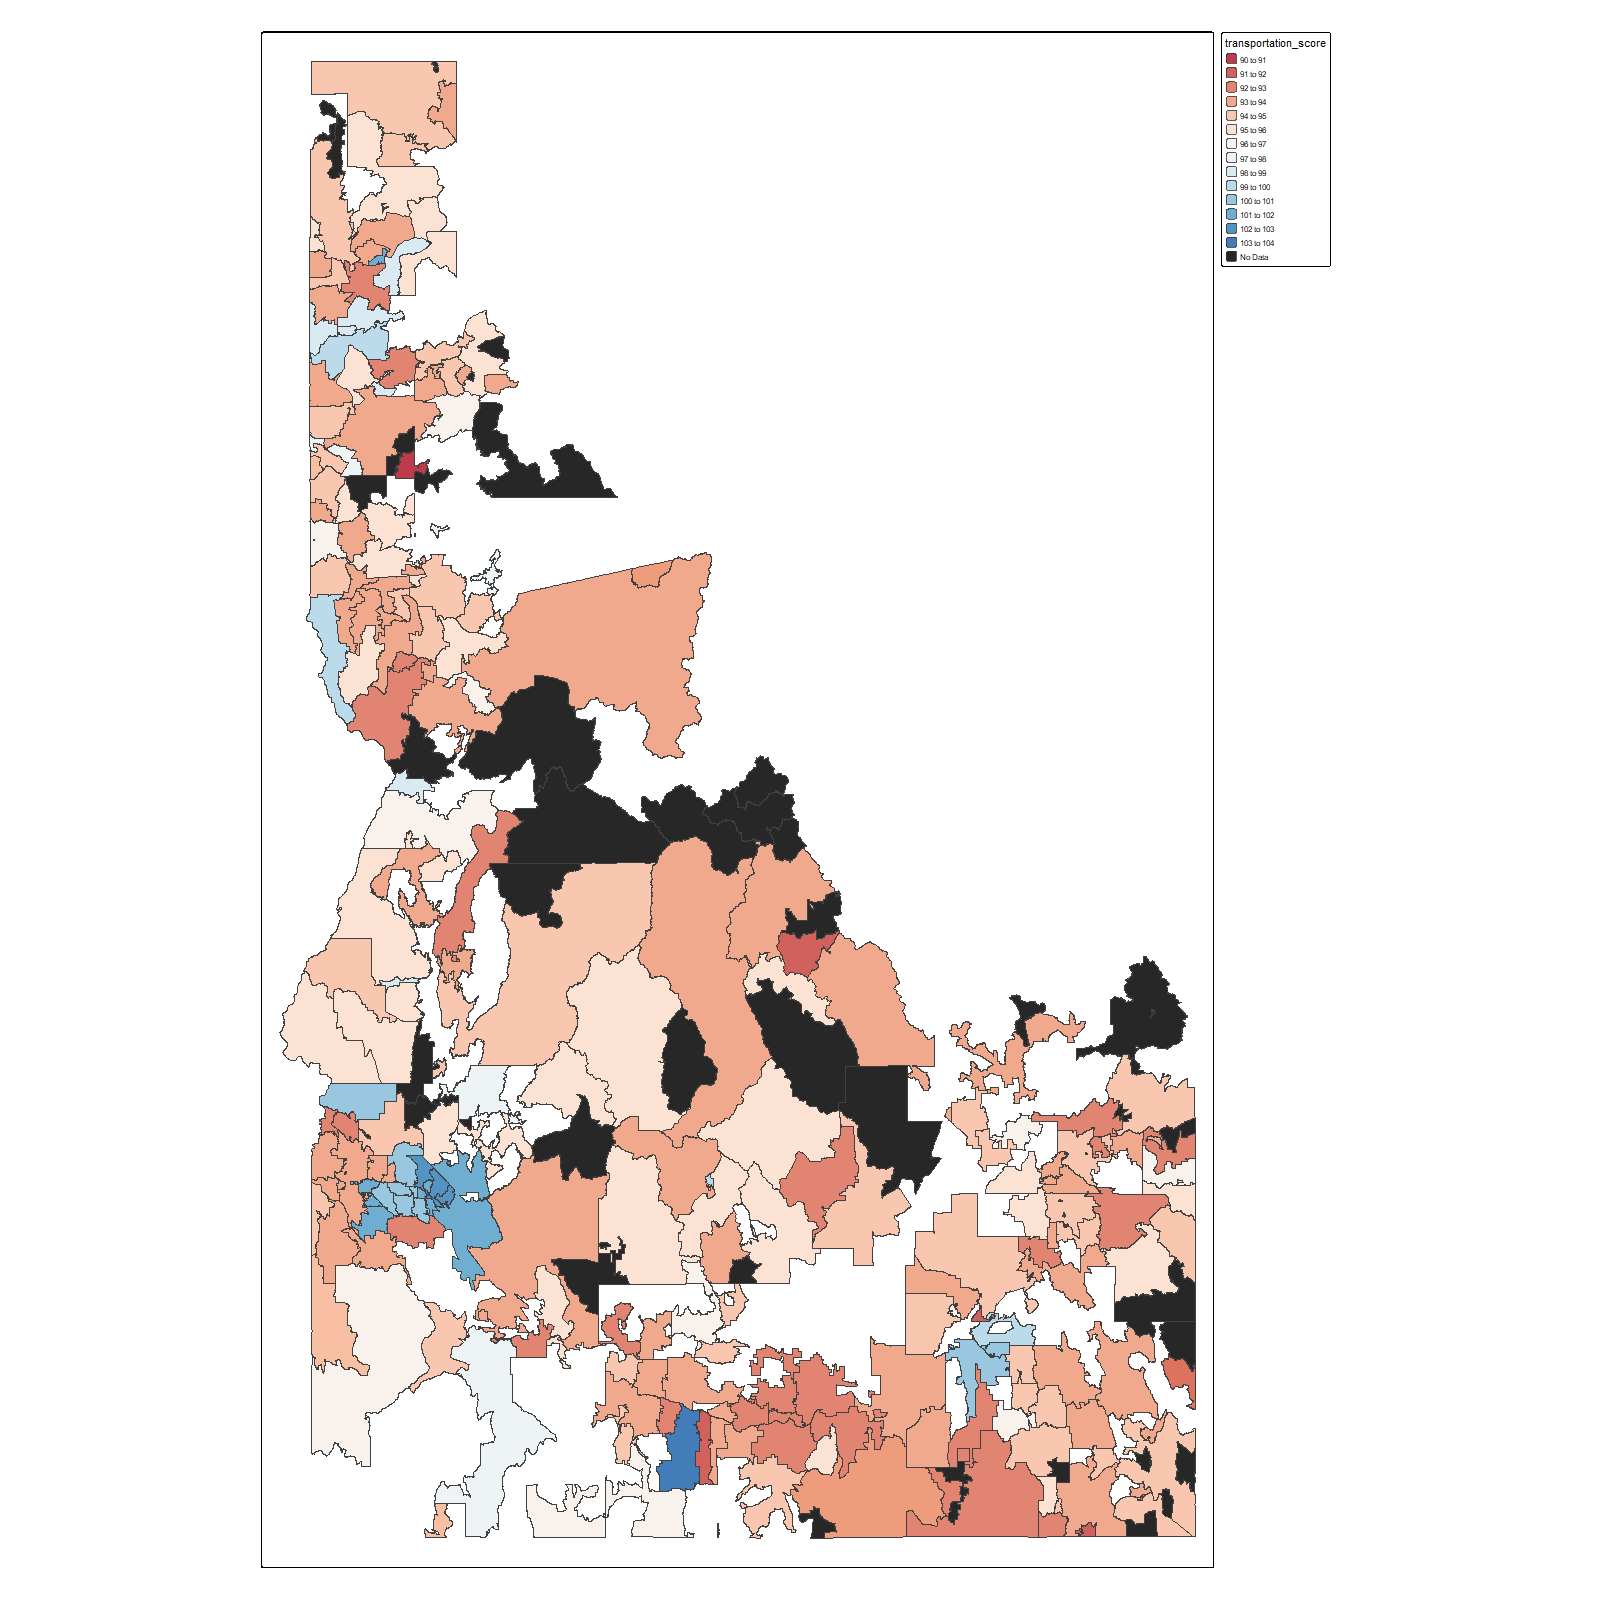 transportation_score
90 to 91
91 to 92
92 to 93
93 to 94
94 to 95
95 to 96
96 to 97
97 to 98
98 to 99
99 to 100
100 to 101
101 to 102
102 to 103
103 to 104
No Data